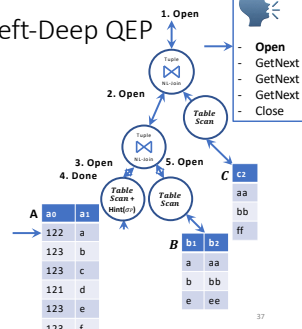 eft-Deep QEP
1. Open
- Open
- GetNext
- GetNext
- GetNext
- Close
Tuple
NL-Join
2. Open
Table
Scan
Tuple
NL-Join
3. Open
4. Done
5. Open
Table
Scan +
Table
Scan
C
c2
aa
bb
ff
A
a0 a1
122 a
123 b
123 c
121 d
123 e
123 f
B
b1 b2
a aa
b bb
e ee
37